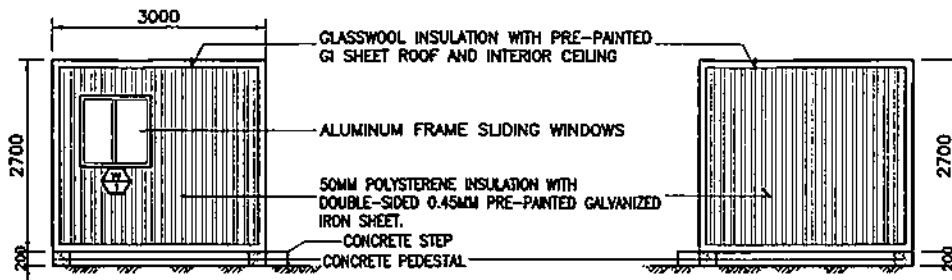 3000
GLASSWOOL INSULATION WITH PRE-PAINTED
GI SHEET ROOF AND INTERIOR CEILING
2700
2700
ALUMINUM FRAME SLIDING WINDOWS
W
1
50MM POLYSTERENE INSULATION WITH
DOUBLE-SIDED 0.45MM PRE-PAINTED GALVANIZED
IRON SHEET.
CONCRETE STEP
CONCRETE PEDESTAL
200
200